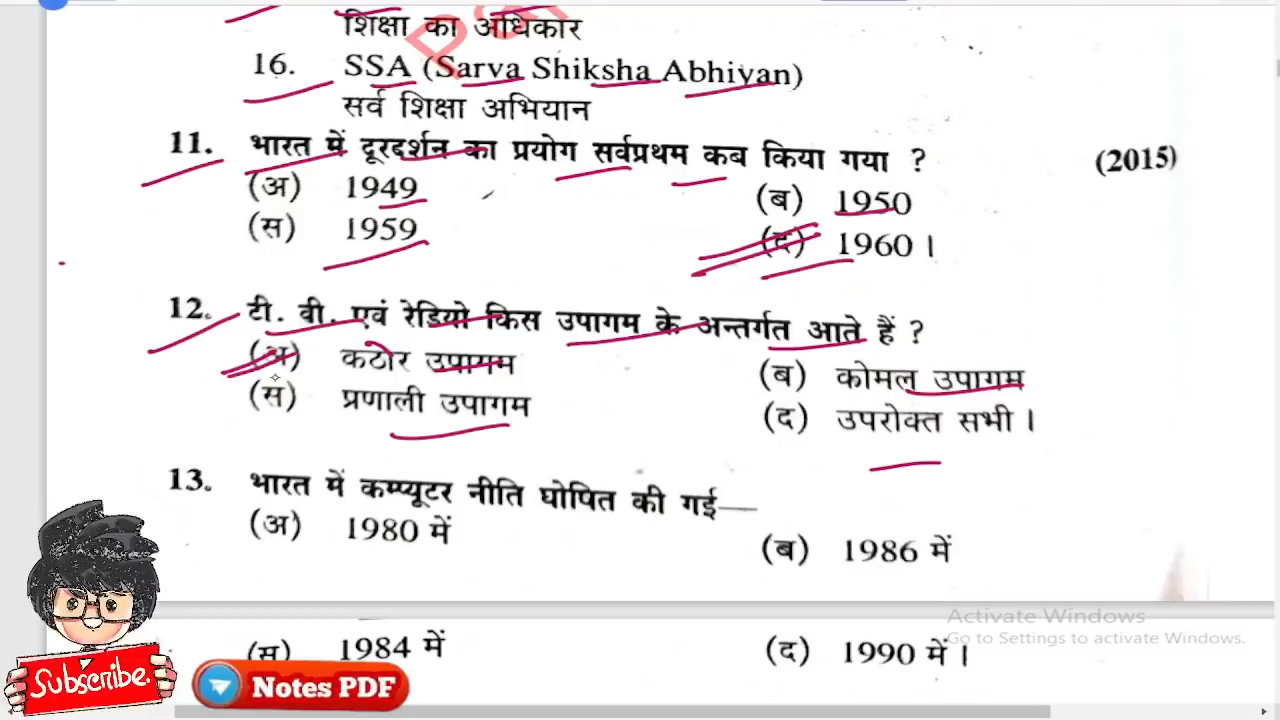 शिक्षा का अधिकार
16. SSA (Sarva Shiksha Abhiyan)
सर्व शिक्षा अभियान
11. भारत में दूरदर्शन का प्रयोग सर्वप्रथम कब किया गया ? (2015)
(अ) 1949 (ब) 1950
(स) 1959 (द) 1960 ।
12. टी. वी. एवं रेडियो किस उपागम के अन्तर्गत आते हैं ?
(अ) कठोर उपागम (ब) कोमल उपागम
(स) प्रणाली उपागम (द) उपरोक्त सभी ।
13. भारत में कम्प्यूटर नीति घोषित की गई—
(अ) 1980 में (ब) 1986 में
(स) 1984 में (द) 1990 में ।
Activate Windows
Go to Settings to activate Windows.
Subscribe.
Notes PDF